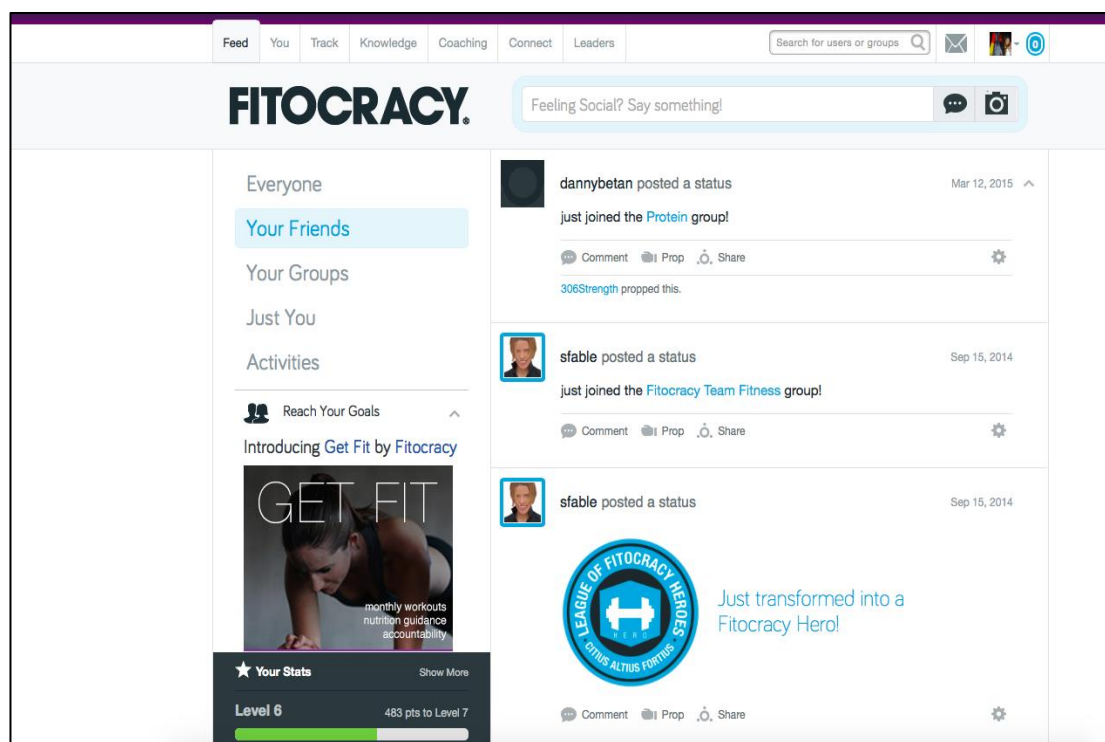 Feed You Track Knowledge Coaching Connect Leaders Search for users or groups 0
FITOCRACY®
Feeling Social? Say something!
Everyone
Your Friends
Your Groups
Just You
Activities
Reach Your Goals
Introducing Get Fit by Fitocracy
GET FIT
monthly workouts
nutrition guidance
accountability
Your Stats Show More
Level 6 483 pts to Level 7
dannybetan posted a status Mar 12, 2015
just joined the Protein group!
Comment Prop Share
306Strength propped this.
sfable posted a status Sep 15, 2014
just joined the Fitocracy Team Fitness group!
Comment Prop Share
sfable posted a status Sep 15, 2014
LEAGUE OF FITOCRACY HEROES
HERO
CITIUS ALTIUS FORTIUS
Just transformed into a
Fitocracy Hero!
Comment Prop Share